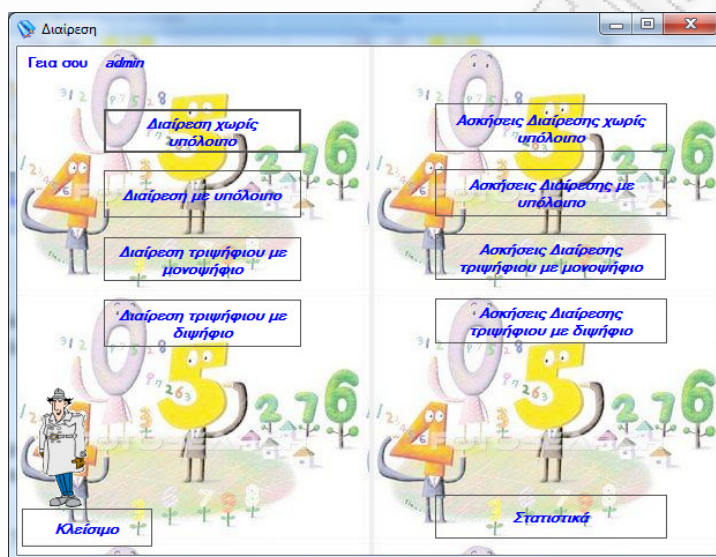 Διαίρεση
Γεια σου admin
Διαίρεση χωρίς
υπόλοιπο
Διαίρεση με υπόλοιπο
Διαίρεση τριψήφιου με
μονοψήφιο
Διαίρεση τριψήφιου με
διψήφιο
Κλείσιμο
Ασκήσεις Διαίρεσης χωρίς
υπόλοιπο
Ασκήσεις Διαίρεσης με
υπόλοιπο
Ασκήσεις Διαίρεσης
τριψήφιου με μονοψήφιο
Ασκήσεις Διαίρεσης
τριψήφιου με διψήφιο
Στατιστικά